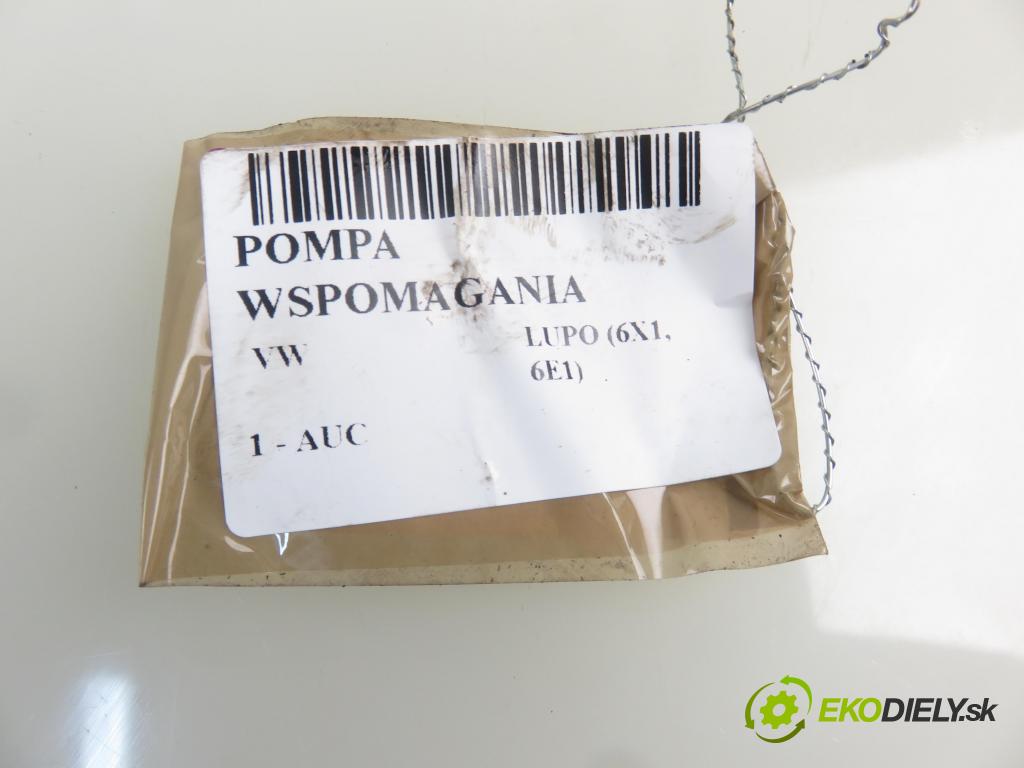 POMPA
WSPOMAGANIA
VW
LUPO (6X1,
6E1)
1 - AUC
EKODIELY.sk